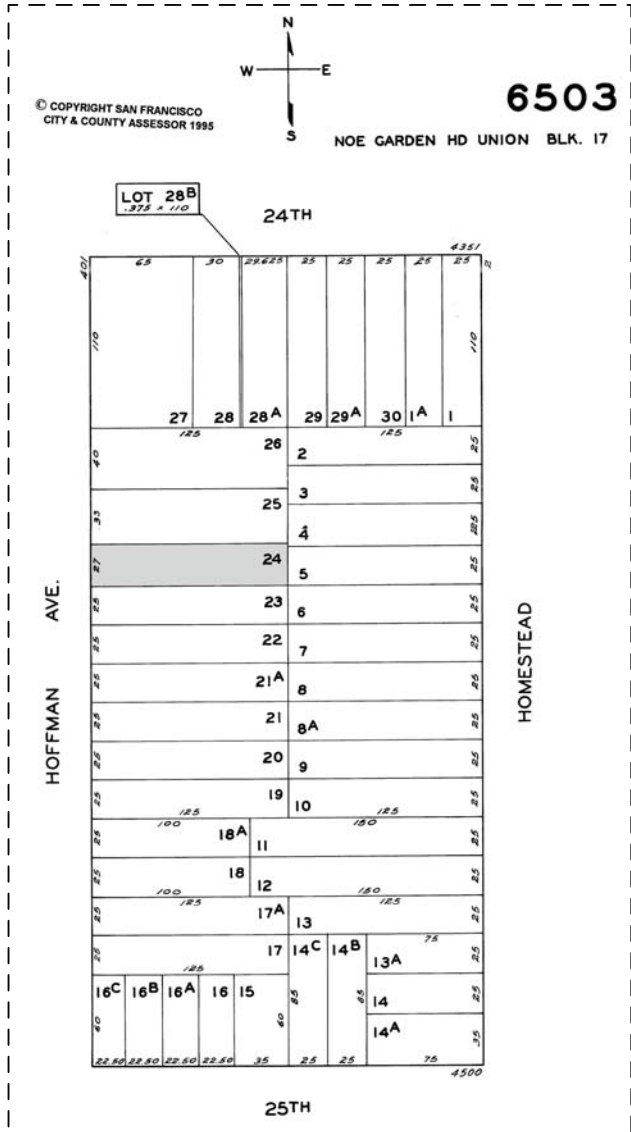 N
W E
S
© COPYRIGHT SAN FRANCISCO
CITY & COUNTY ASSESSOR 1995
6503
NOE GARDEN HD UNION BLK. 17
LOT 28B
.375 x 110
24TH
401 65 30 29.625 25 25 25 25 25 4351 2
110 110
27 28 28A 29 29A 30 1A 1
125 125
40 26 2 25
3 25
33 25 4 25
27 24 5 25
25 23 6 25
25 22 7 25
25 21A 8 25
25 21 8A 25
25 20 9 25
25 19 10 25
125 125
100 150
25 18A 11 25
25 18 12 25
100 150
125 125
25 17A 13 25
25 17 14C 14B 75
125 13A 25
16C 16B 16A 16 15 85 85 14 25
60 60 14A 35
22.50 22.50 22.50 22.50 35 25 25 75
4500
HOFFMAN AVE.
HOMESTEAD
25TH